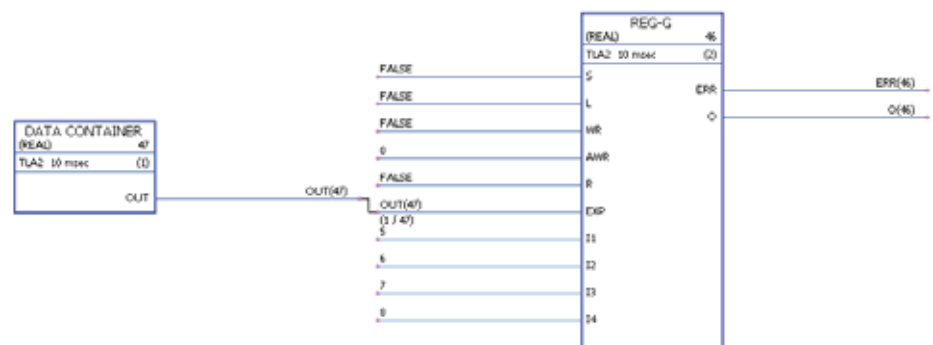 REG-G
(REAL) 46
TLA2 10 msec (2)
FALSE S
ERR ERR(46)
FALSE L
O O(46)
FALSE WR
DATA CONTAINER
(REAL) 47
TLA2 10 msec (1)
0 AWR
FALSE R
OUT OUT(47)
OUT(47) EXP
(1 / 47)
5 I1
6 I2
7 I3
8 I4